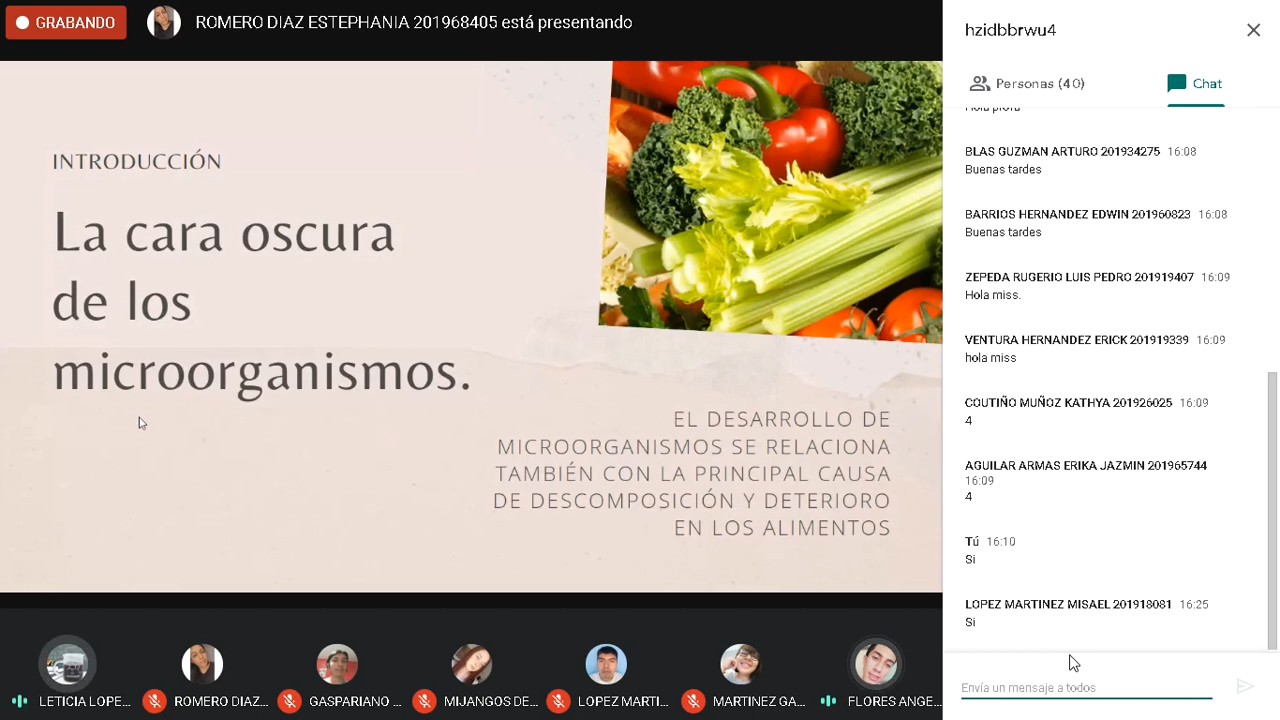 GRABANDO
ROMERO DIAZ ESTEPHANIA 201968405 está presentando
INTRODUCCIÓN
La cara oscura
de los
microorganismos.
EL DESARROLLO DE
MICROORGANISMOS SE RELACIONA
TAMBIÉN CON LA PRINCIPAL CAUSA
DE DESCOMPOSICIÓN Y DETERIORO
EN LOS ALIMENTOS
LETICIA LOPE...
ROMERO DIAZ...
GASPARIANO ...
MIJANGOS DE...
LOPEZ MARTI...
MARTINEZ GA...
FLORES ANGE...
hzidbbrwu4
Personas (40)
Chat
BLAS GUZMAN ARTURO 201934275 16:08
Buenas tardes
BARRIOS HERNANDEZ EDWIN 201960823 16:08
Buenas tardes
ZEPEDA RUGERIO LUIS PEDRO 201919407 16:09
Hola miss.
VENTURA HERNANDEZ ERICK 201919339 16:09
hola miss
COUTIÑO MUÑOZ KATHYA 201926025 16:09
4
AGUILAR ARMAS ERIKA JAZMIN 201965744
16:09
4
Tú 16:10
Si
LOPEZ MARTINEZ MISAEL 201918081 16:25
Si
Envía un mensaje a todos